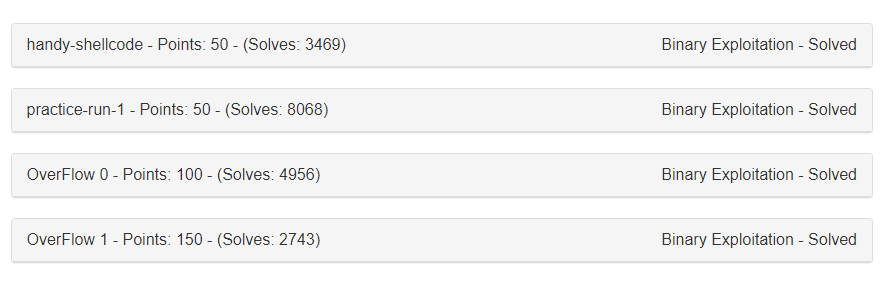 handy-shellcode - Points: 50 - (Solves: 3469) Binary Exploitation - Solved
practice-run-1 - Points: 50 - (Solves: 8068) Binary Exploitation - Solved
OverFlow 0 - Points: 100 - (Solves: 4956) Binary Exploitation - Solved
OverFlow 1 - Points: 150 - (Solves: 2743) Binary Exploitation - Solved